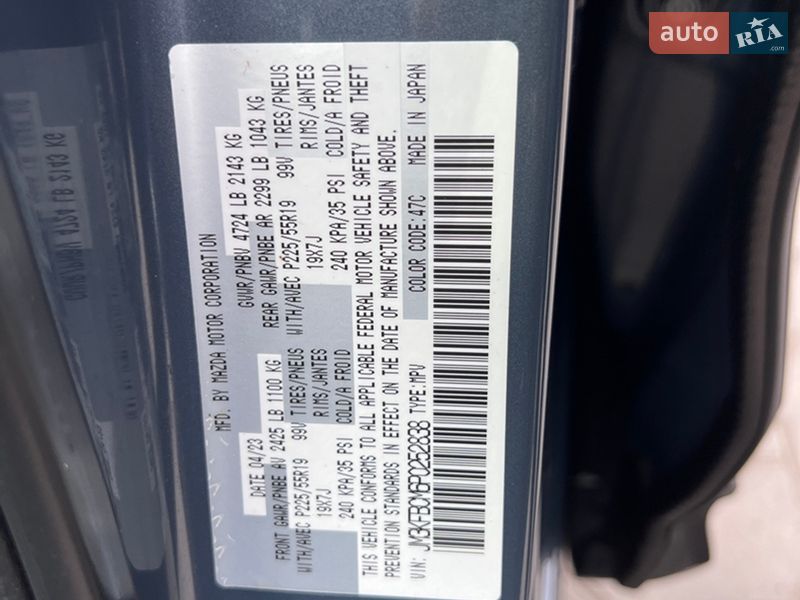 auto RIA.com
MFD. BY MAZDA MOTOR CORPORATION
DATE 04/23 GVWR/PNBV 4724 LB 2143 KG
FRONT GAWR/PNBE AV 2425 LB 1100 KG REAR GAWR/PNBE AR 2299 LB 1043 KG
WITH/AVEC P225/55R19 99V TIRES/PNEUS WITH/AVEC P225/55R19 99V TIRES/PNEUS
19X7J RIMS/JANTES 19X7J RIMS/JANTES
240 KPA/35 PSI COLD/A FROID 240 KPA/35 PSI COLD/A FROID
THIS VEHICLE CONFORMS TO ALL APPLICABLE FEDERAL MOTOR VEHICLE SAFETY AND THEFT
PREVENTION STANDARDS IN EFFECT ON THE DATE OF MANUFACTURE SHOWN ABOVE.
VIN: JM3KFBCM6P0252838 TYPE:MPV COLOR CODE:47C MADE IN JAPAN